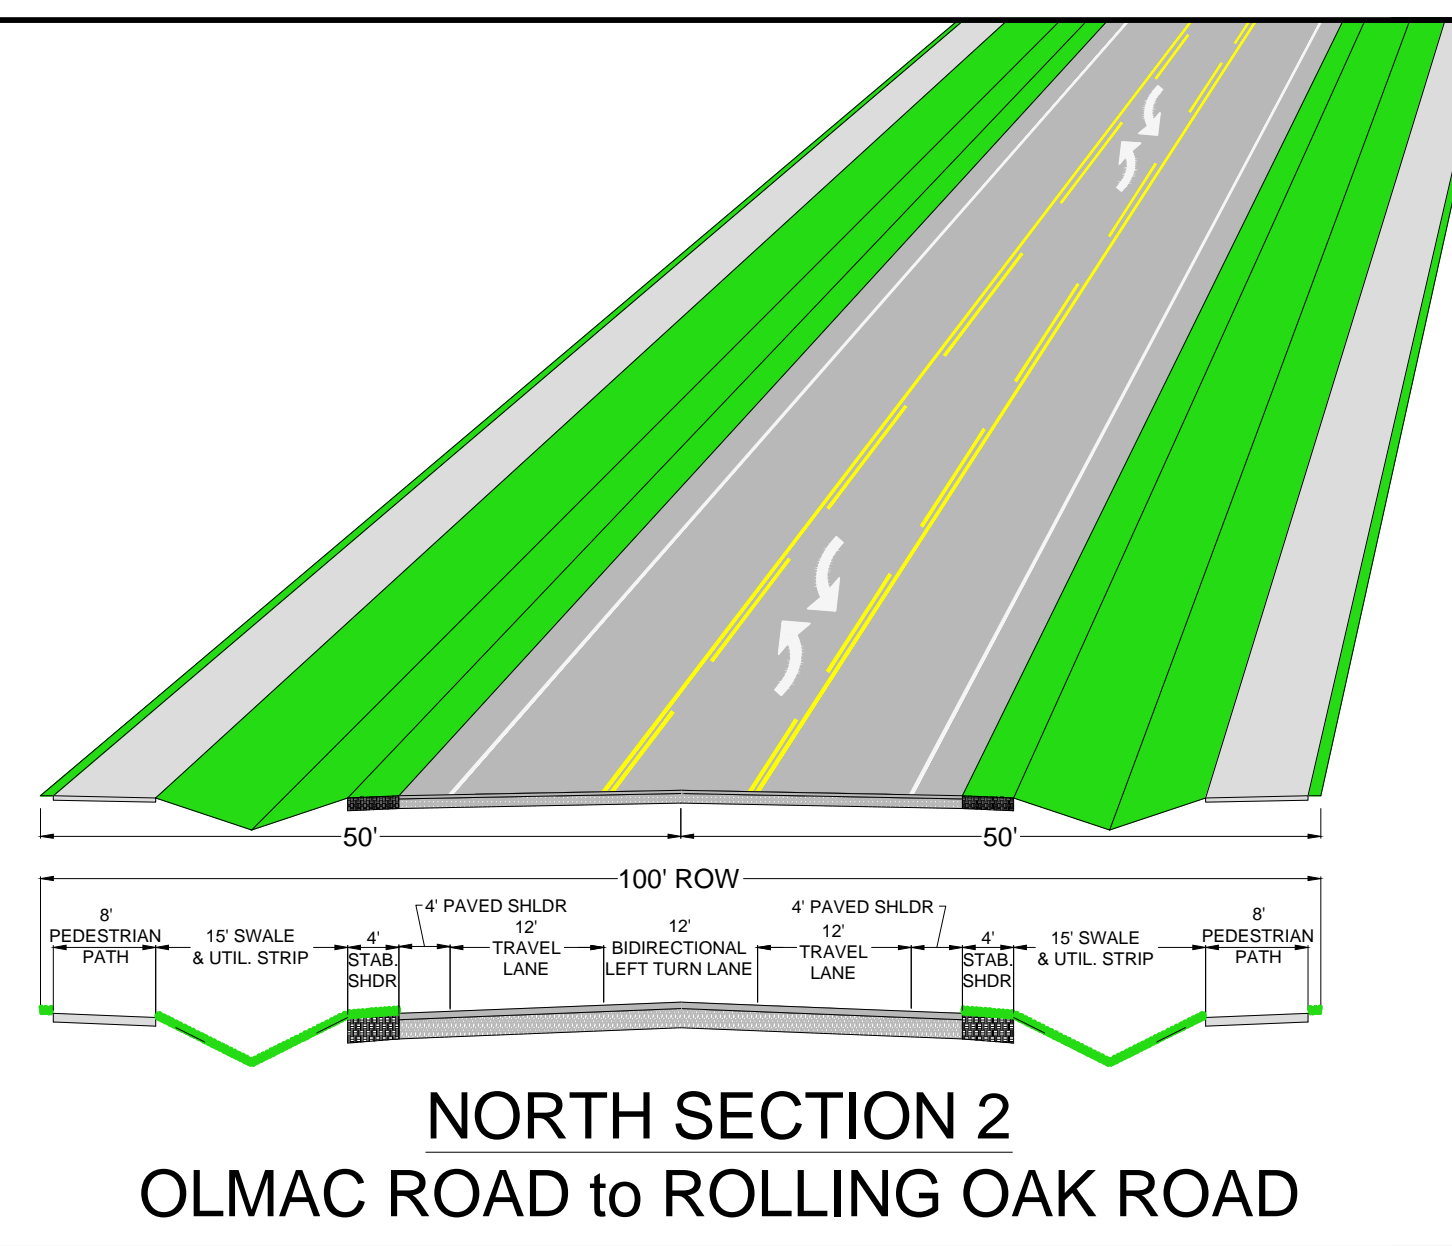 50'
50'
100' ROW
8'
PEDESTRIAN
PATH
15' SWALE
& UTIL. STRIP
4'
STAB.
SHDR
4' PAVED SHLDR
12'
TRAVEL
LANE
12'
BIDIRECTIONAL
LEFT TURN LANE
4' PAVED SHLDR
12'
TRAVEL
LANE
4'
STAB.
SHDR
15' SWALE
& UTIL. STRIP
8'
PEDESTRIAN
PATH
NORTH SECTION 2
OLMAC ROAD to ROLLING OAK ROAD